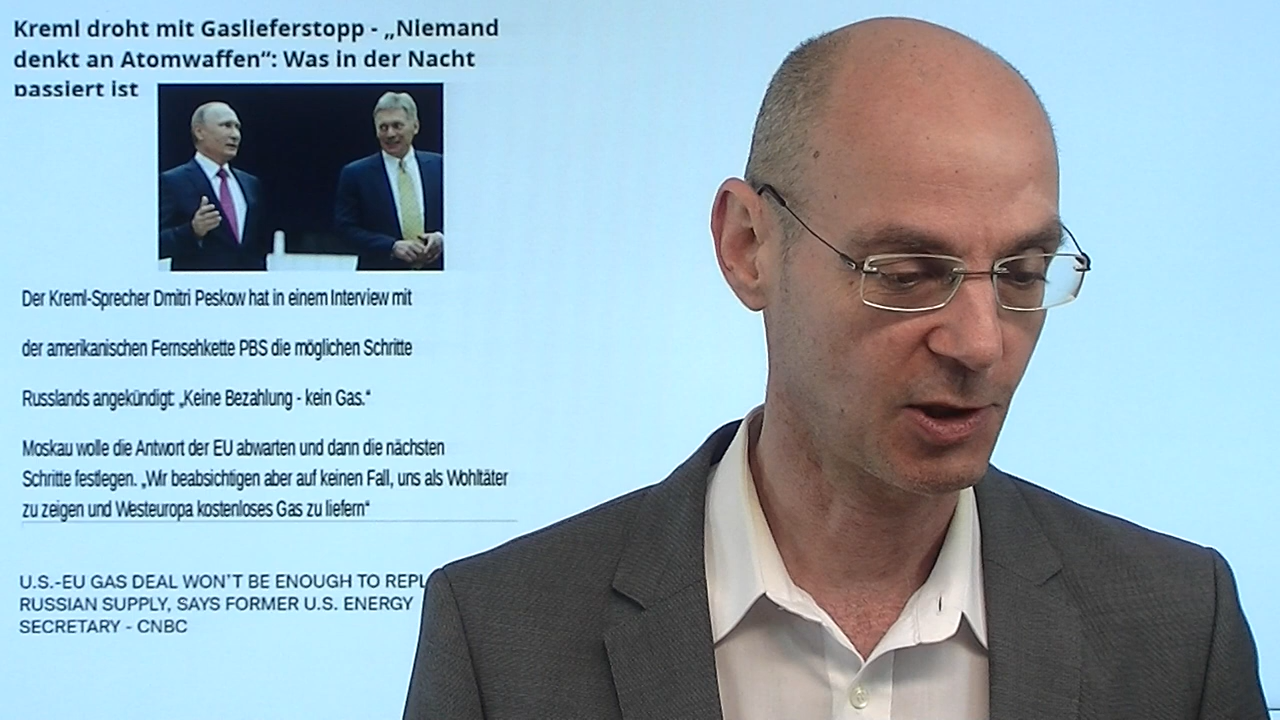 Kreml droht mit Gaslieferstopp - „Niemand
denkt an Atomwaffen“: Was in der Nacht
passiert ist
Der Kreml-Sprecher Dmitri Peskow hat in einem Interview mit
der amerikanischen Fernsehkette PBS die möglichen Schritte
Russlands angekündigt: „Keine Bezahlung - kein Gas.“
Moskau wolle die Antwort der EU abwarten und dann die nächsten
Schritte festlegen. „Wir beabsichtigen aber auf keinen Fall, uns als Wohltäter
zu zeigen und Westeuropa kostenloses Gas zu liefern“
U.S.-EU GAS DEAL WON'T BE ENOUGH TO REPL
RUSSIAN SUPPLY, SAYS FORMER U.S. ENERGY
SECRETARY - CNBC